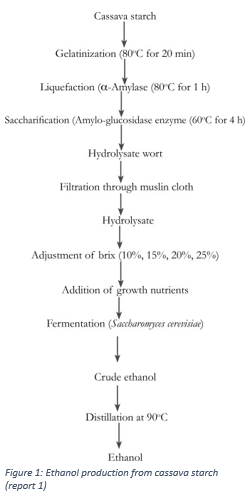 Cassava starch
Gelatinization (80°C for 20 min)
Liquefaction (α-Amylase (80°C for 1 h)
Saccharification (Amylo-glucosidase enzyme (60°C for 4 h)
Hydrolysate wort
Filtration through muslin cloth
Hydrolysate
Adjustment of brix (10%, 15%, 20%, 25%)
Addition of growth nutrients
Fermentation (Saccharomyces cerevisiae)
Crude ethanol
Distillation at 90°C
Ethanol
Figure 1: Ethanol production from cassava starch
(report 1)